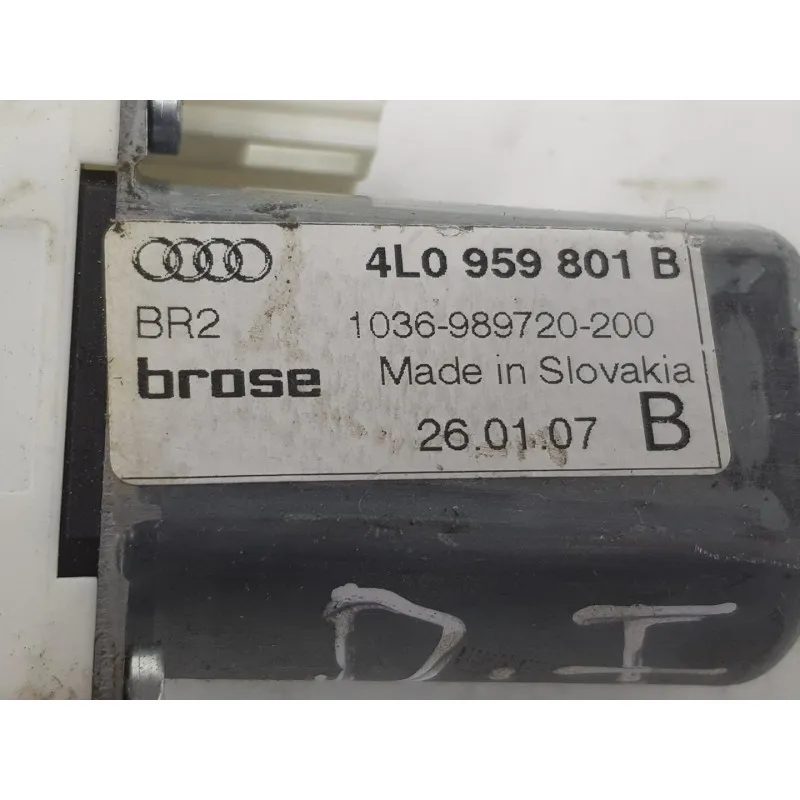 4L0 959 801 B
BR2 1036-989720-200
brose Made in Slovakia
26.01.07 B
D.I